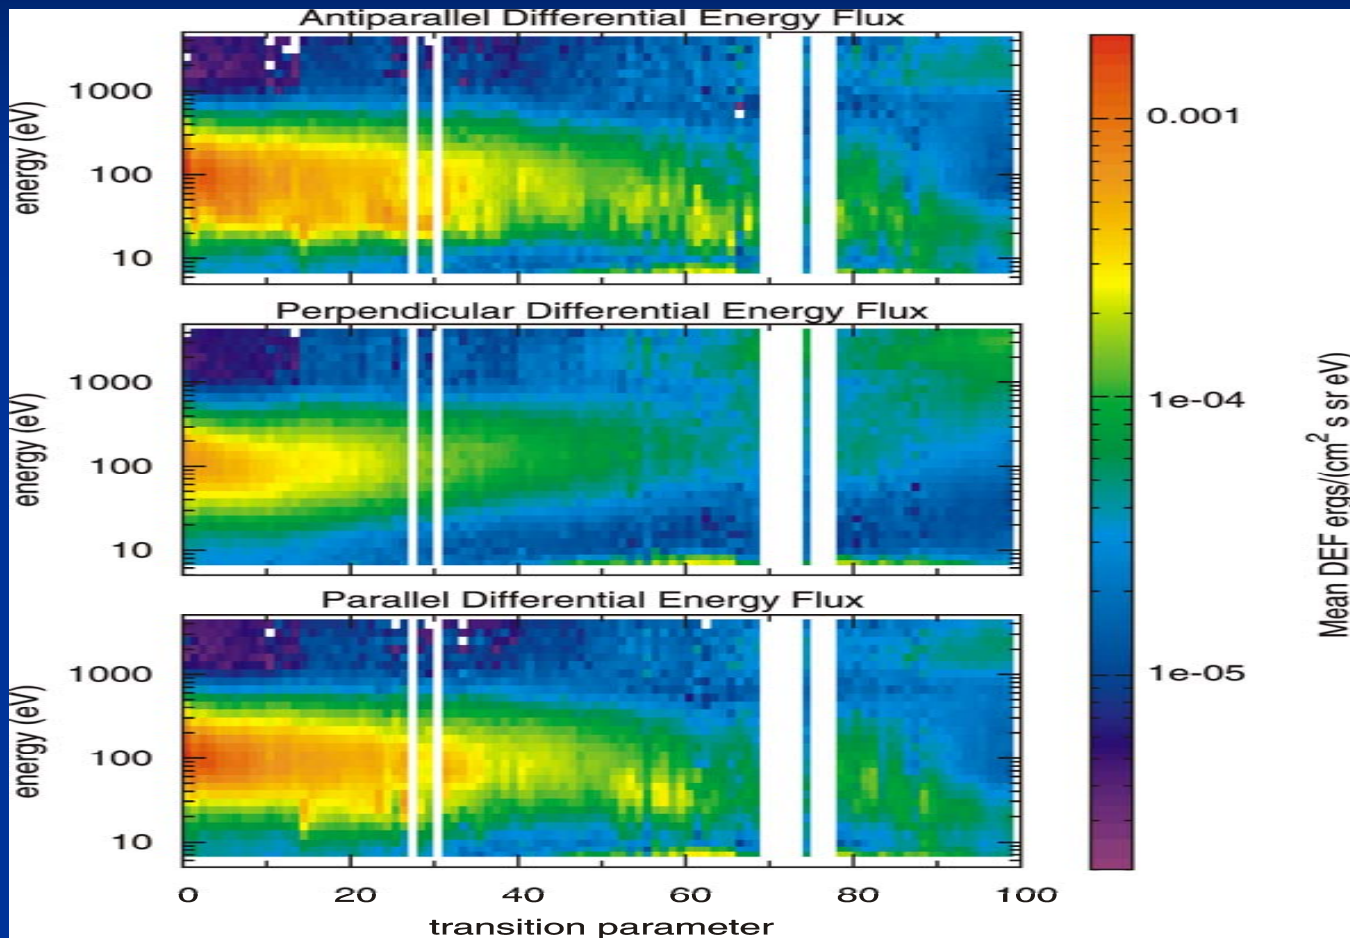 Antiparallel Differential Energy Flux
energy (eV)
1000
100
10
Perpendicular Differential Energy Flux
energy (eV)
1000
100
10
Parallel Differential Energy Flux
energy (eV)
1000
100
10
0 20 40 60 80 100
transition parameter
0.001
1e-04
1e-05
Mean DEF ergs/(cm² s sr eV)